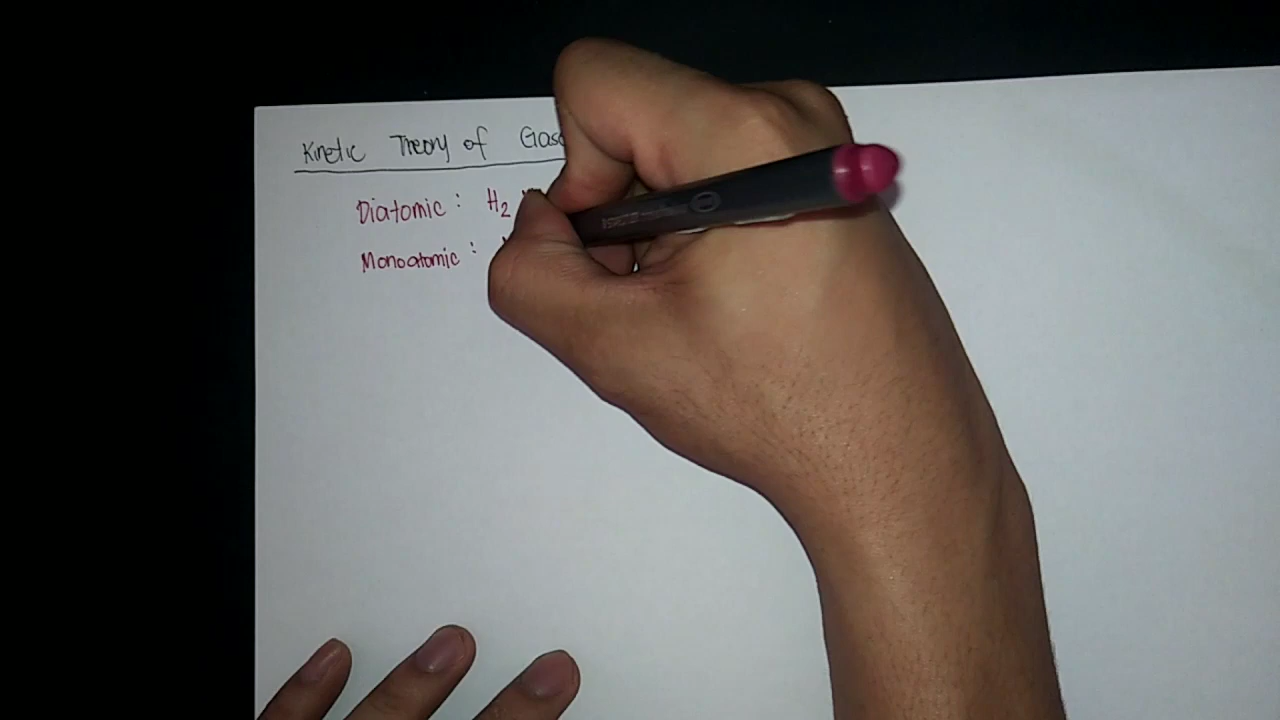 Kinetic Theory of
Diatomic : H₂
Monoatomic :